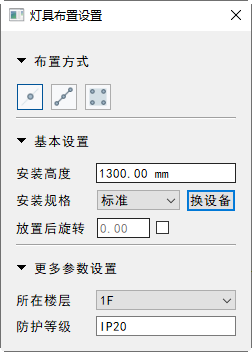 灯具布置设置
布置方式
基本设置
安装高度 1300.00 mm
安装规格 标准 换设备
放置后旋转 0.00
更多参数设置
所在楼层 1F
防护等级 IP20